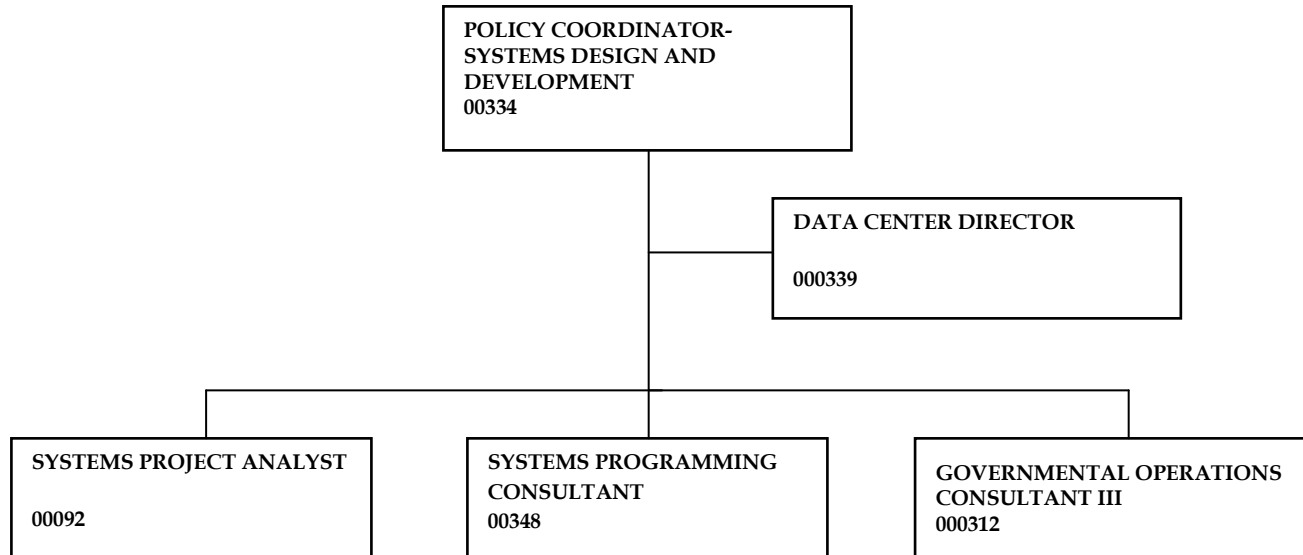 POLICY COORDINATOR-
SYSTEMS DESIGN AND
DEVELOPMENT
00334
DATA CENTER DIRECTOR
000339
SYSTEMS PROJECT ANALYST
00092
SYSTEMS PROGRAMMING
CONSULTANT
00348
GOVERNMENTAL OPERATIONS
CONSULTANT III
000312